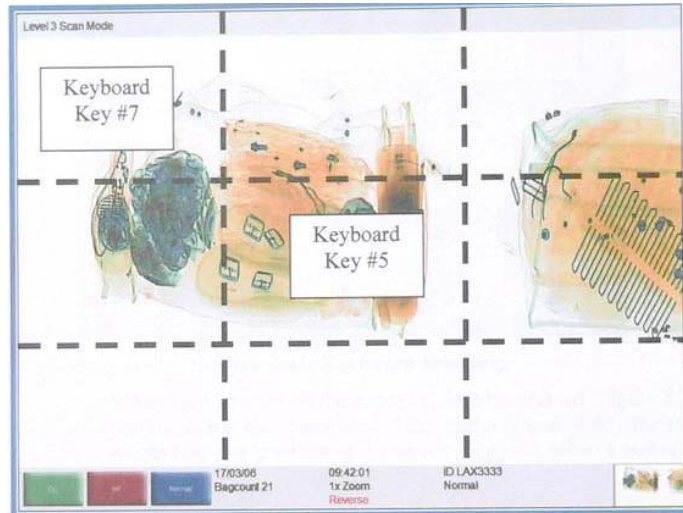 Level 3 Scan Mode
Keyboard
Key #7
Keyboard
Key #5
17/03/06 09:42:01 ID LAX3333
Bagcount 21 1x Zoom Normal
Reverse
Normal